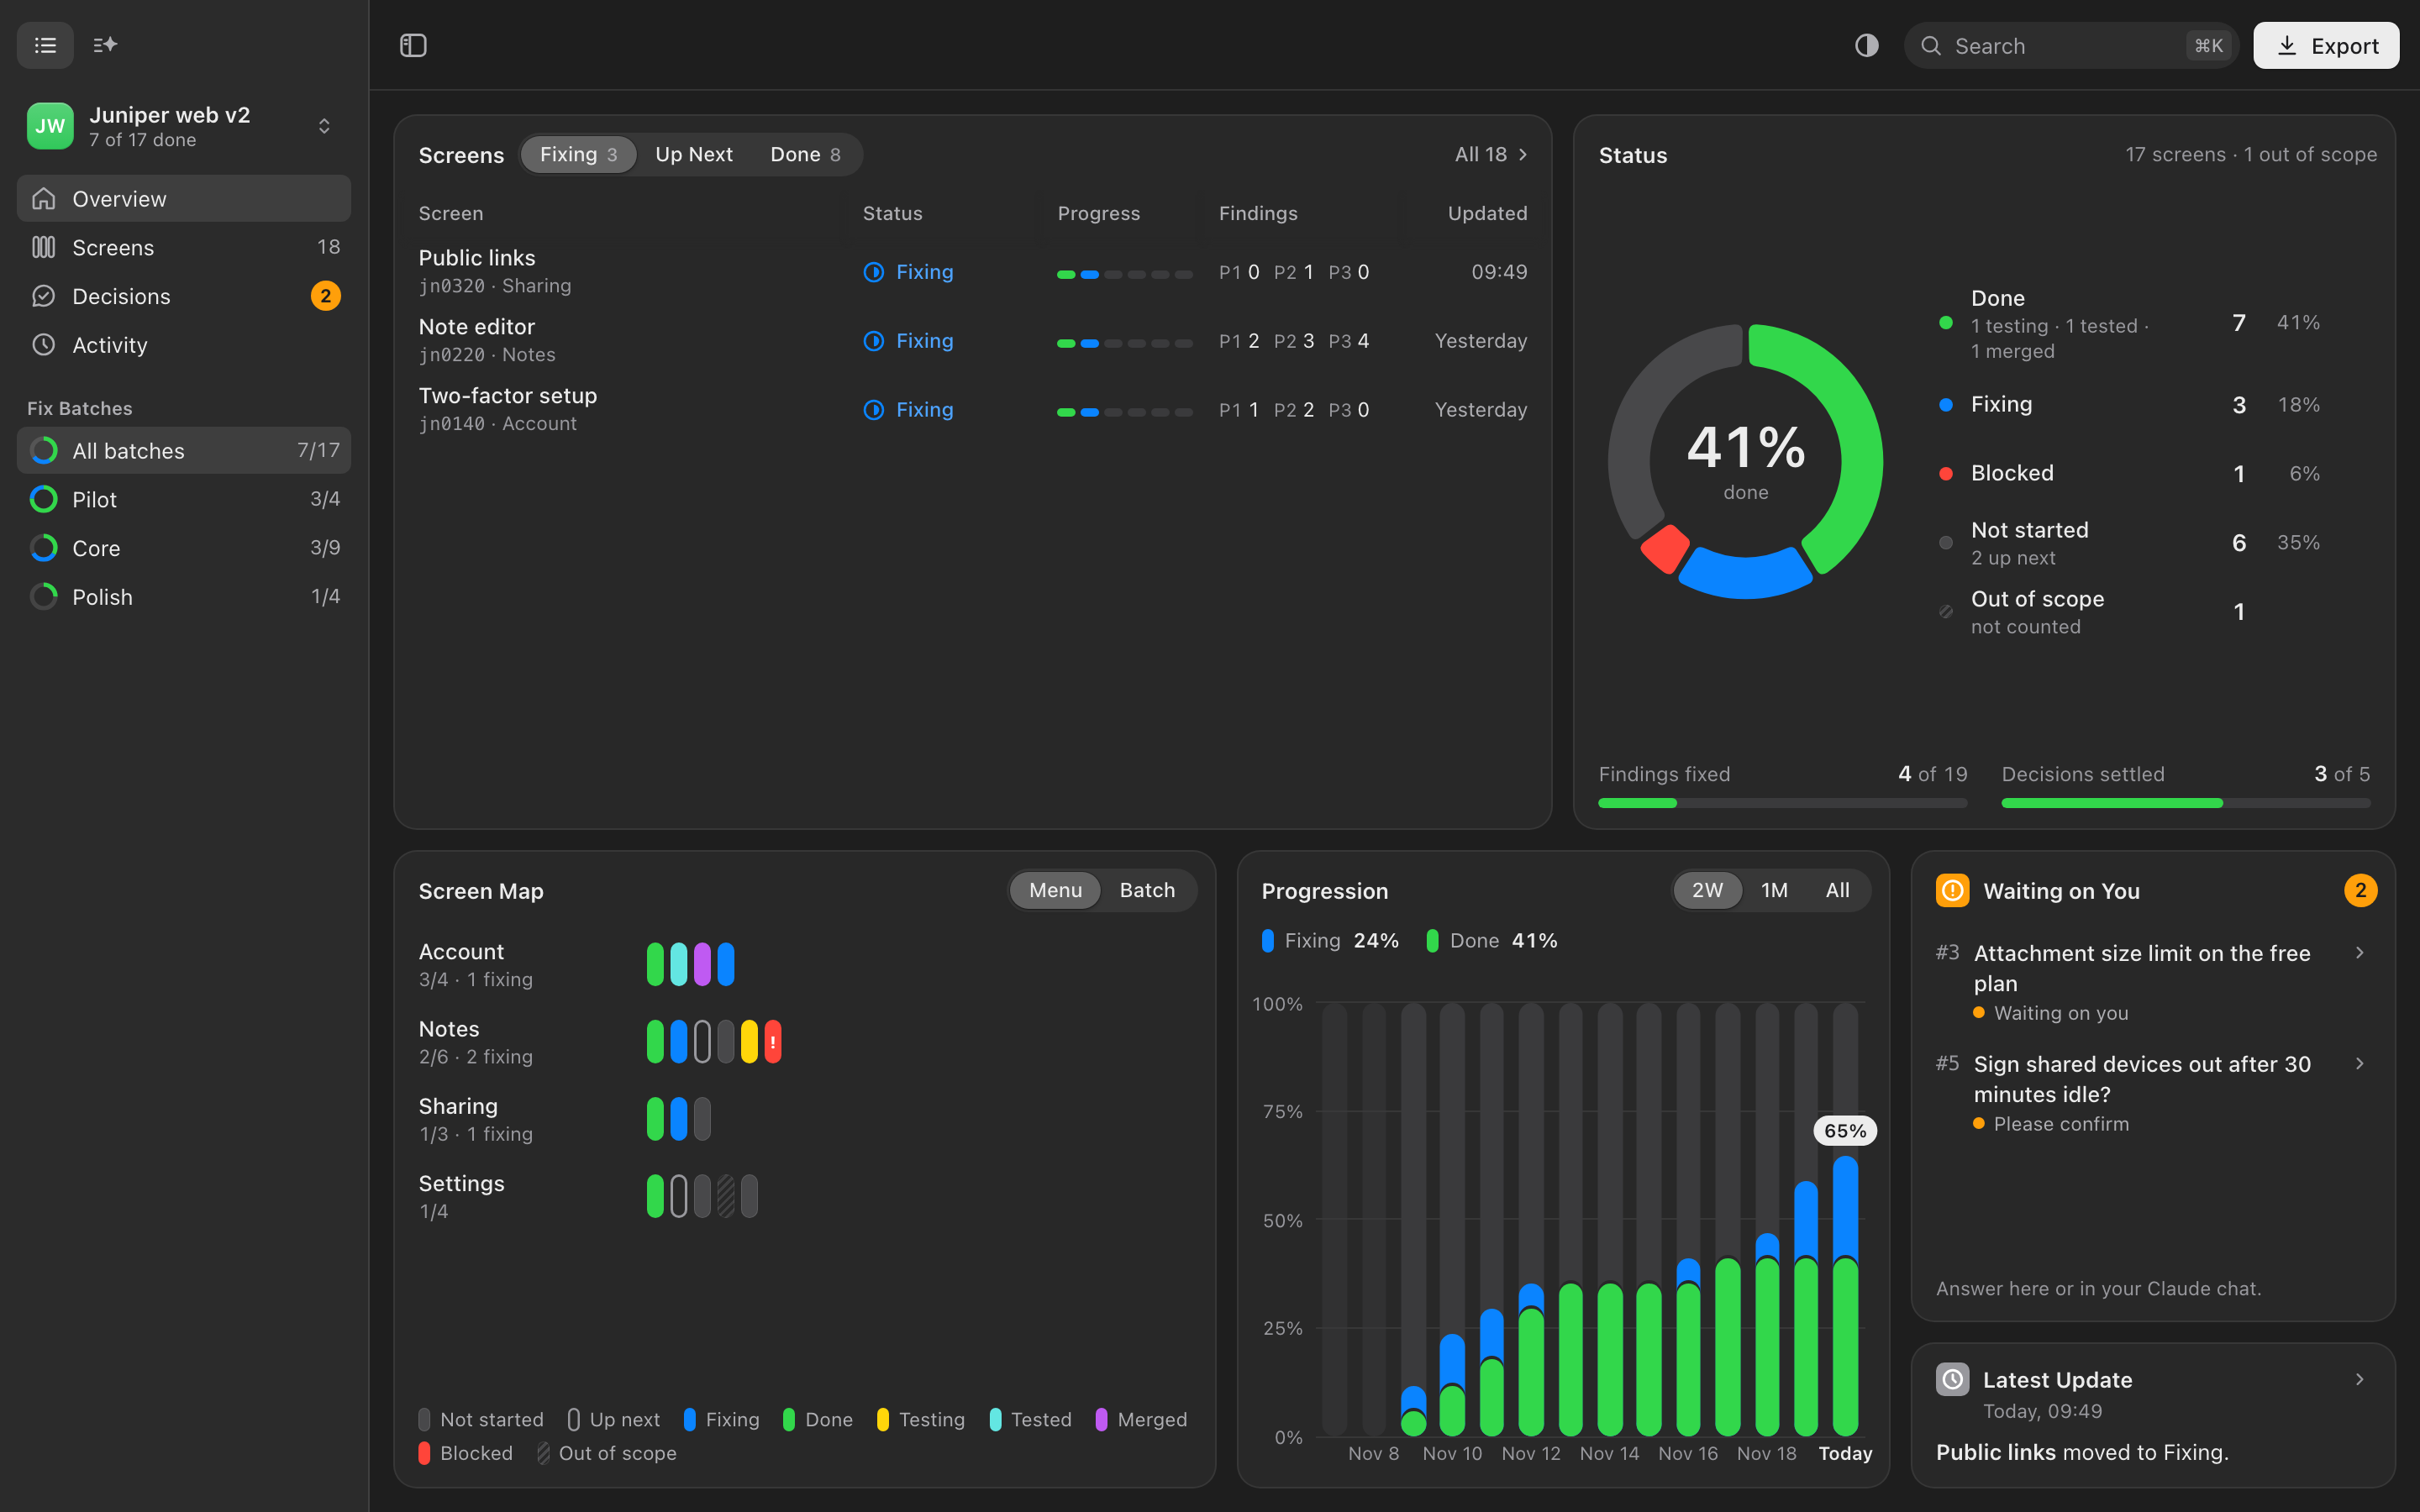 JW
Juniper web v2
7 of 17 done
Overview
Screens 18
Decisions 2
Activity
Fix Batches
All batches 7/17
Pilot 3/4
Core 3/9
Polish 1/4
Search ⌘K
Export
Screens Fixing 3 Up Next Done 8 All 18
Screen Status Progress Findings Updated
Public links
jn0320 · Sharing
Fixing P1 0 P2 1 P3 0 09:49
Note editor
jn0220 · Notes
Fixing P1 2 P2 3 P3 4 Yesterday
Two-factor setup
jn0140 · Account
Fixing P1 1 P2 2 P3 0 Yesterday
Status 17 screens · 1 out of scope
41%
done
Done
1 testing · 1 tested ·
1 merged
7 41%
Fixing 3 18%
Blocked 1 6%
Not started
2 up next
6 35%
Out of scope
not counted
1
Findings fixed 4 of 19
Decisions settled 3 of 5
Screen Map Menu Batch
Account
3/4 · 1 fixing
Notes
2/6 · 2 fixing
!
Sharing
1/3 · 1 fixing
Settings
1/4
Not started Up next Fixing Done Testing Tested Merged
Blocked Out of scope
Progression 2W 1M All
Fixing 24% Done 41%
100%
75%
65%
50%
25%
0%
Nov 8 Nov 10 Nov 12 Nov 14 Nov 16 Nov 18 Today
Waiting on You 2
#3 Attachment size limit on the free
plan
Waiting on you
#5 Sign shared devices out after 30
minutes idle?
Please confirm
Answer here or in your Claude chat.
Latest Update
Today, 09:49
Public links moved to Fixing.